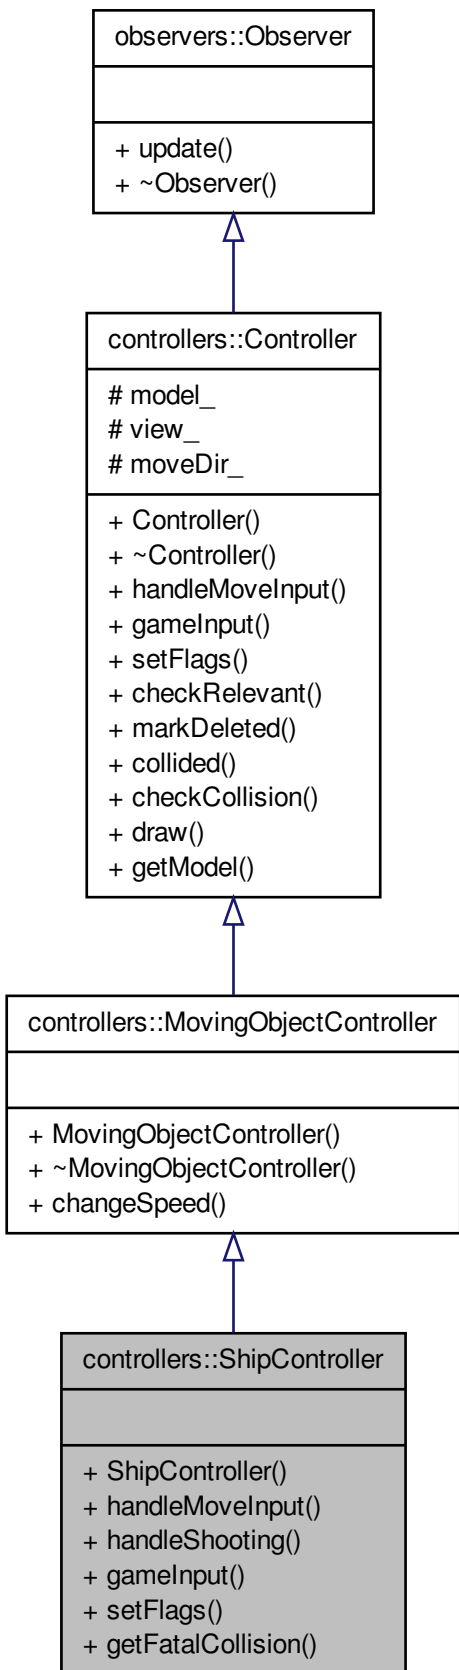 observers::Observer
+ update()
+ ~Observer()
controllers::Controller
# model_
# view_
# moveDir_
+ Controller()
+ ~Controller()
+ handleMoveInput()
+ gameInput()
+ setFlags()
+ checkRelevant()
+ markDeleted()
+ collided()
+ checkCollision()
+ draw()
+ getModel()
controllers::MovingObjectController
+ MovingObjectController()
+ ~MovingObjectController()
+ changeSpeed()
controllers::ShipController
+ ShipController()
+ handleMoveInput()
+ handleShooting()
+ gameInput()
+ setFlags()
+ getFatalCollision()